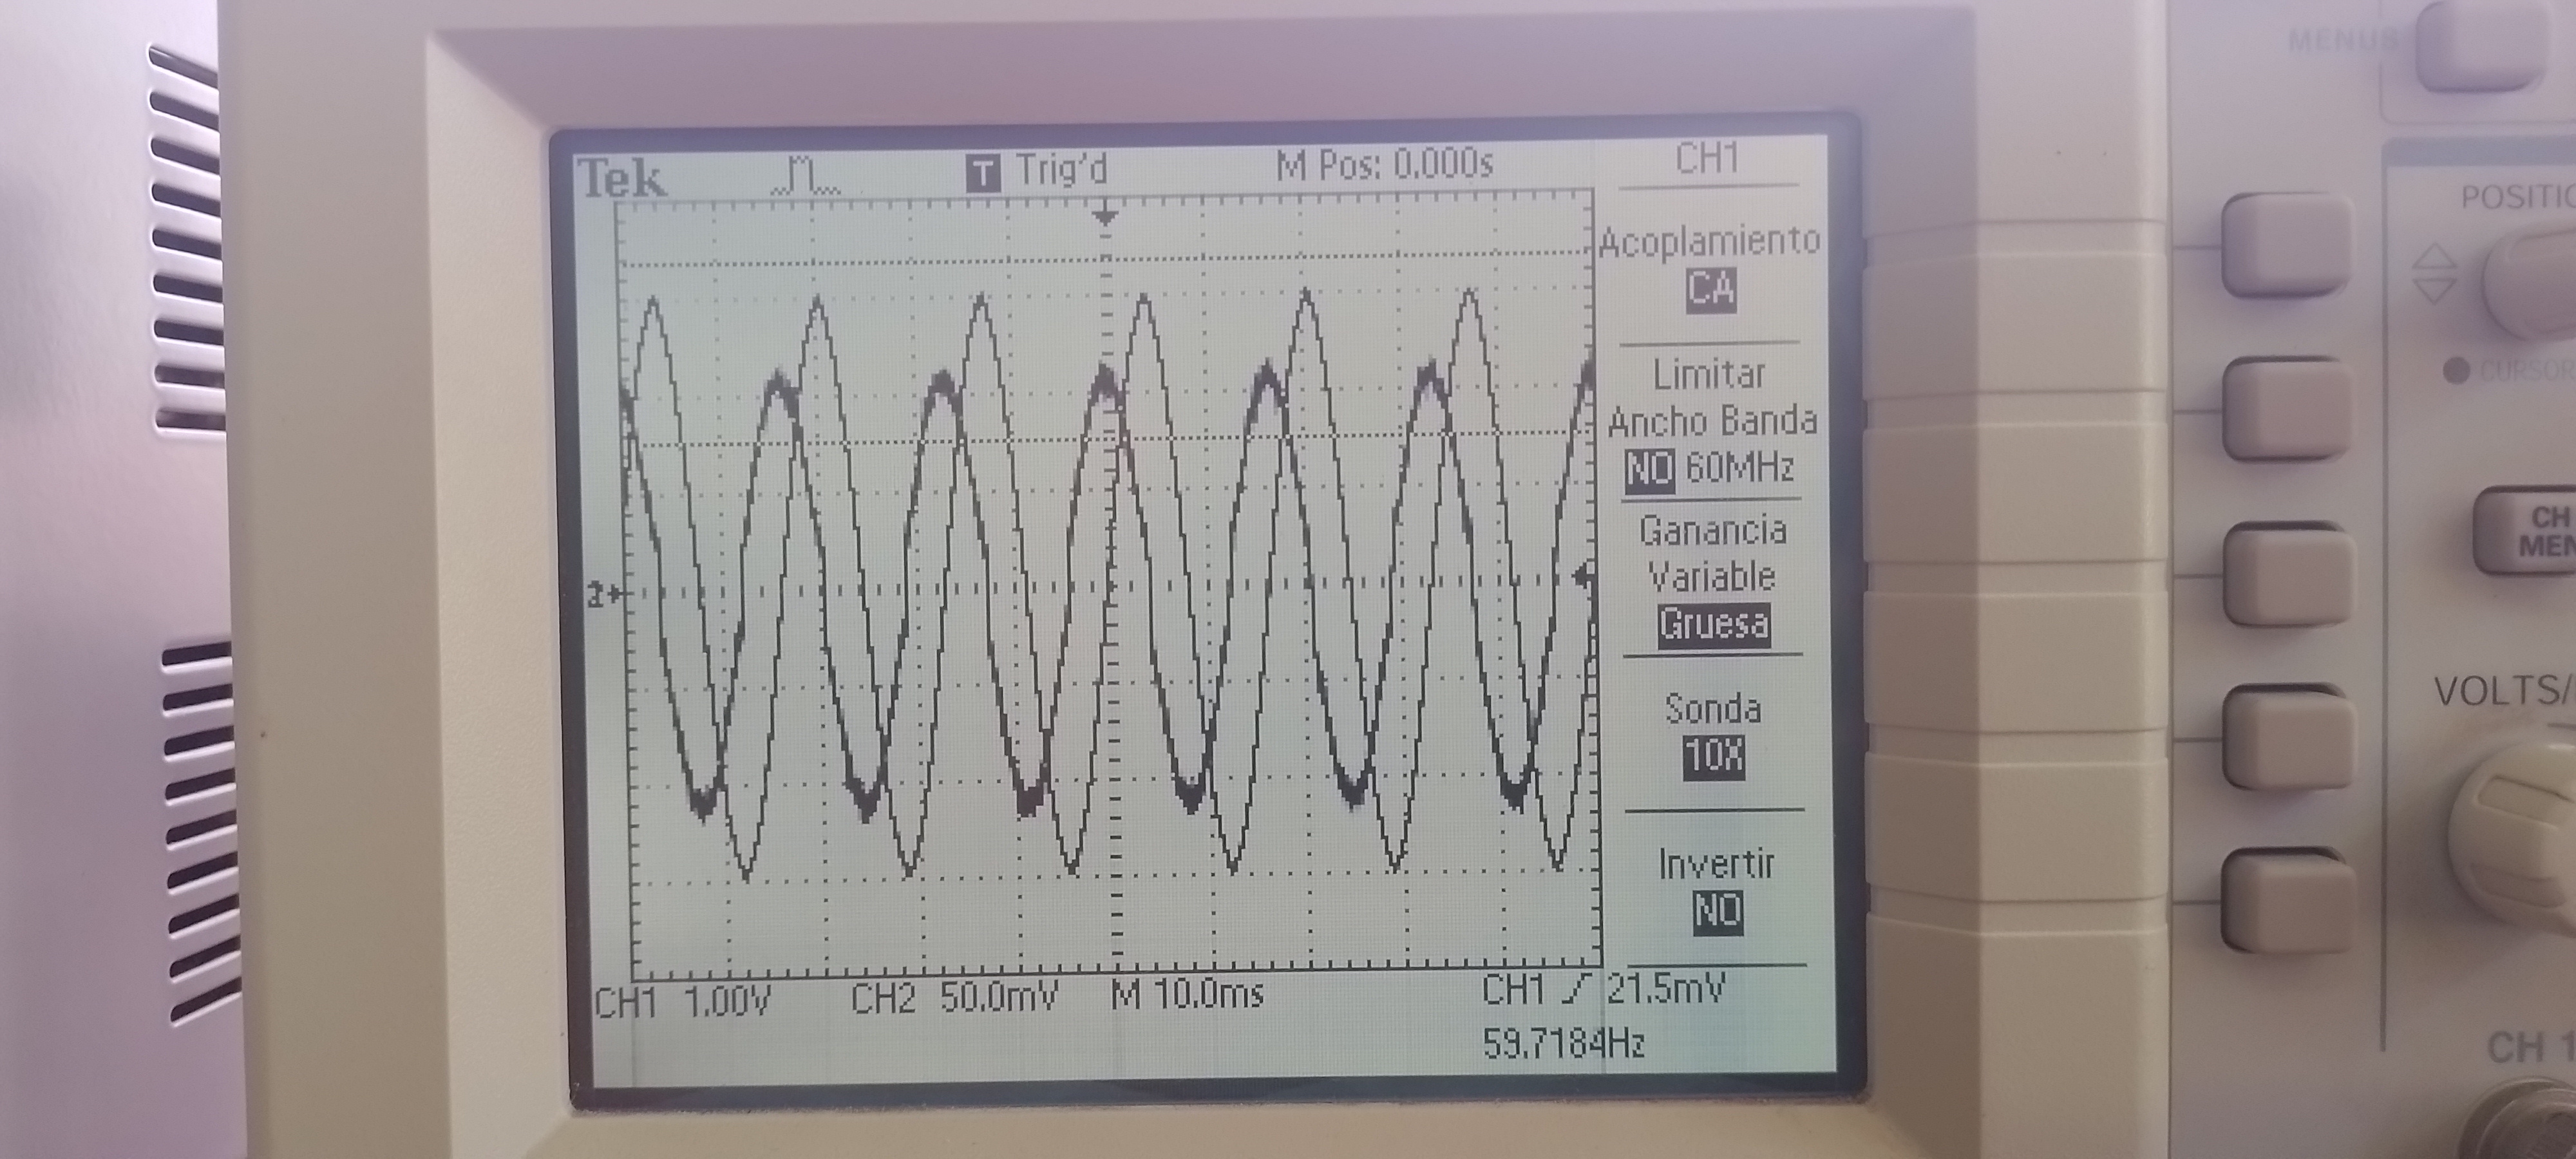 MENUS
Tek T Trig'd M Pos: 0.000s CH1
POSITIO
Acoplamiento
CA
Limitar
Ancho Banda
NO 60MHz
CURSOR
Ganancia
Variable
Gruesa
CH
MEN
2
Sonda
10X
VOLTS/
Invertir
NO
CH1 1.00V CH2 50.0mV M 10.0ms CH1 21.5mV
59.7184Hz
CH 1